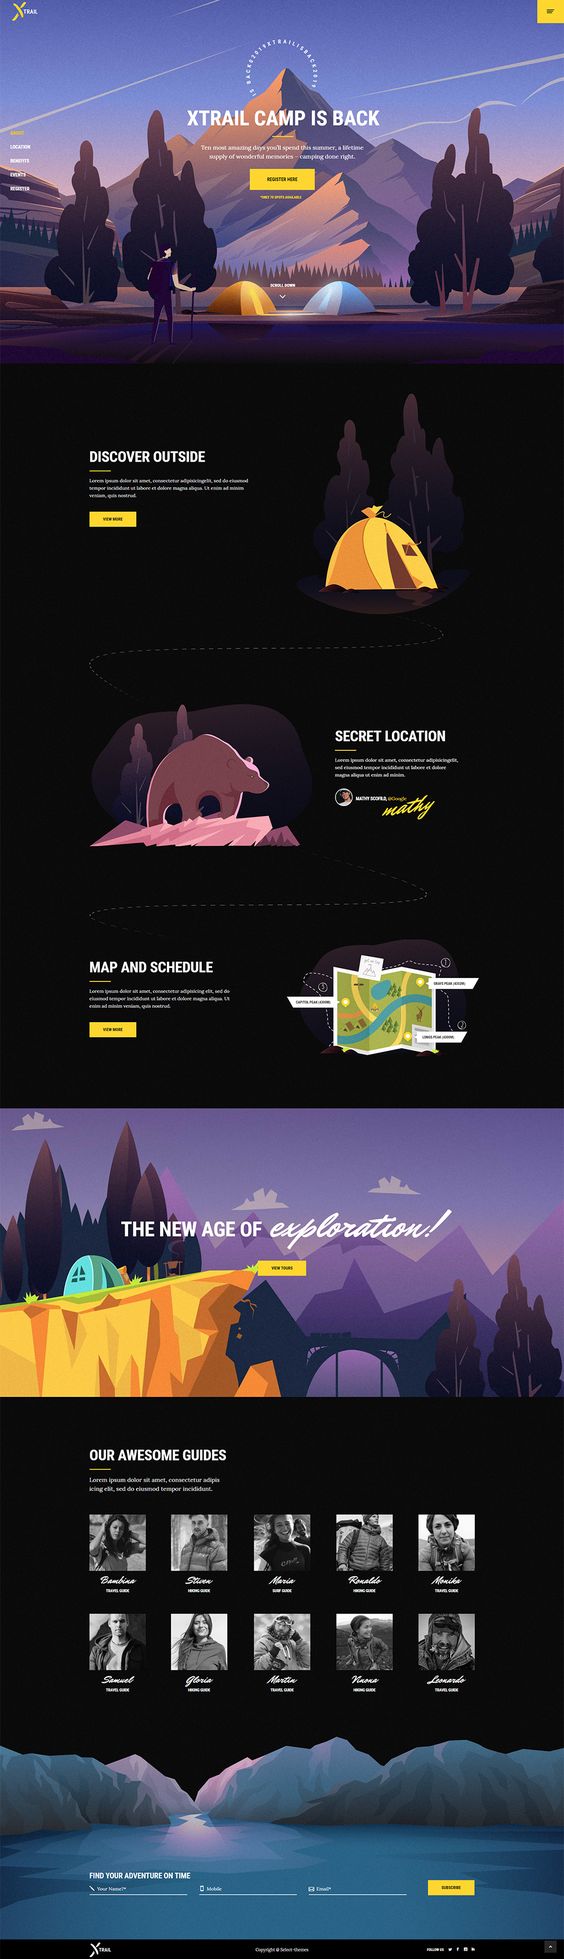 XTRAIL
IS BACK2019XTRAILISBACK2019
XTRAIL CAMP IS BACK
Ten most amazing days you'll spend this summer, a lifetime
supply of wonderful memories – camping done right.
REGISTER HERE
*ONLY 70 SPOTS AVAILABLE
ABOUT
LOCATION
BENEFITS
EVENTS
REGISTER
SCROLL DOWN
DISCOVER OUTSIDE
Lorem ipsum dolor sit amet, consectetur adipisicingelit, sed do eiusmod
tempor incididunt ut labore et dolore magna aliqua. Ut enim ad minim
veniam, quis nostrud.
VIEW MORE
SECRET LOCATION
Lorem ipsum dolor sit amet, consectetur adipisicingelit,
sed do eiusmod tempor incididunt ut labore et dolore
magna aliqua ut enim ad minim.
MATHY SCOFILD, @Google
mathy
MAP AND SCHEDULE
Lorem ipsum dolor sit amet, consectetur adipisicingelit, sed do
eiusmod tempor incididunt ut labore et dolore magna aliqua. Ut
enim ad minim veniam, quis nostrud.
VIEW MORE
1
GRAYS PEAK (4352M)
3
CAPITOL PEAK (4309M)
2
LONGS PEAK (4300M)
THE NEW AGE OF exploration!
VIEW TOURS
OUR AWESOME GUIDES
Lorem ipsum dolor sit amet, consectetur adipis
icing elit, sed do eiusmod tempor incididunt.
Bambina
TRAVEL GUIDE
Stiven
HIKING GUIDE
Maria
SURF GUIDE
Ronaldo
HIKING GUIDE
Monika
TRAVEL GUIDE
Samuel
TRAVEL GUIDE
Gloria
HIKING GUIDE
Martin
TRAVEL GUIDE
Vinona
HIKING GUIDE
Leonardo
TRAVEL GUIDE
FIND YOUR ADVENTURE ON TIME
Your Name?*
Mobile
Email*
SUBSCRIBE
XTRAIL
Copyright @ Select-themes
FOLLOW US